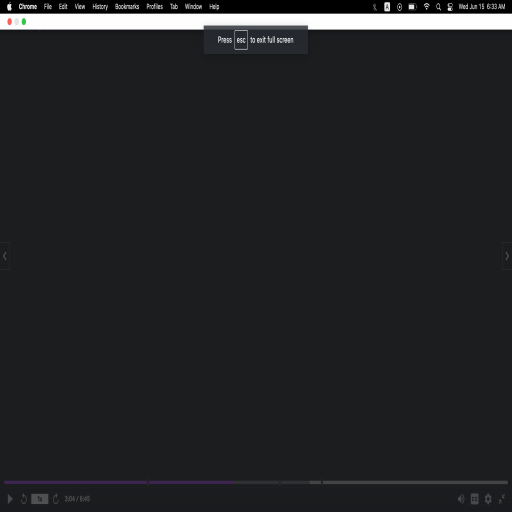 Chrome File Edit View History Bookmarks Profiles Tab Window Help A Wed Jun 15 6:33 AM
Press esc to exit full screen
1x 3:04 / 6:40